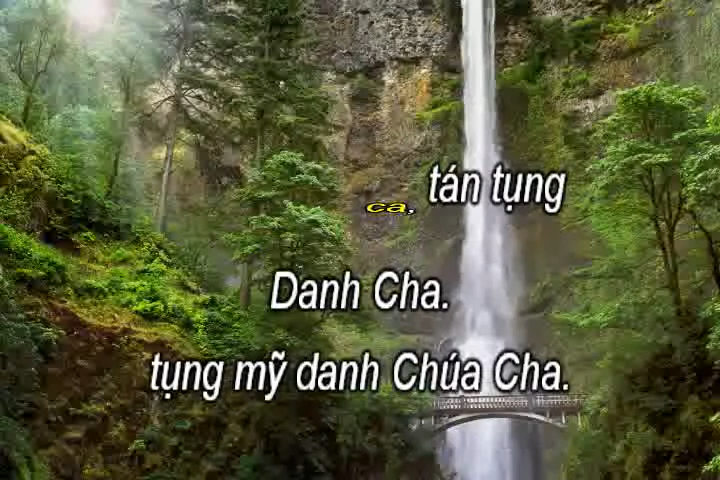 ca, tán tụng
Danh Cha.
tụng mỹ danh Chúa Cha.